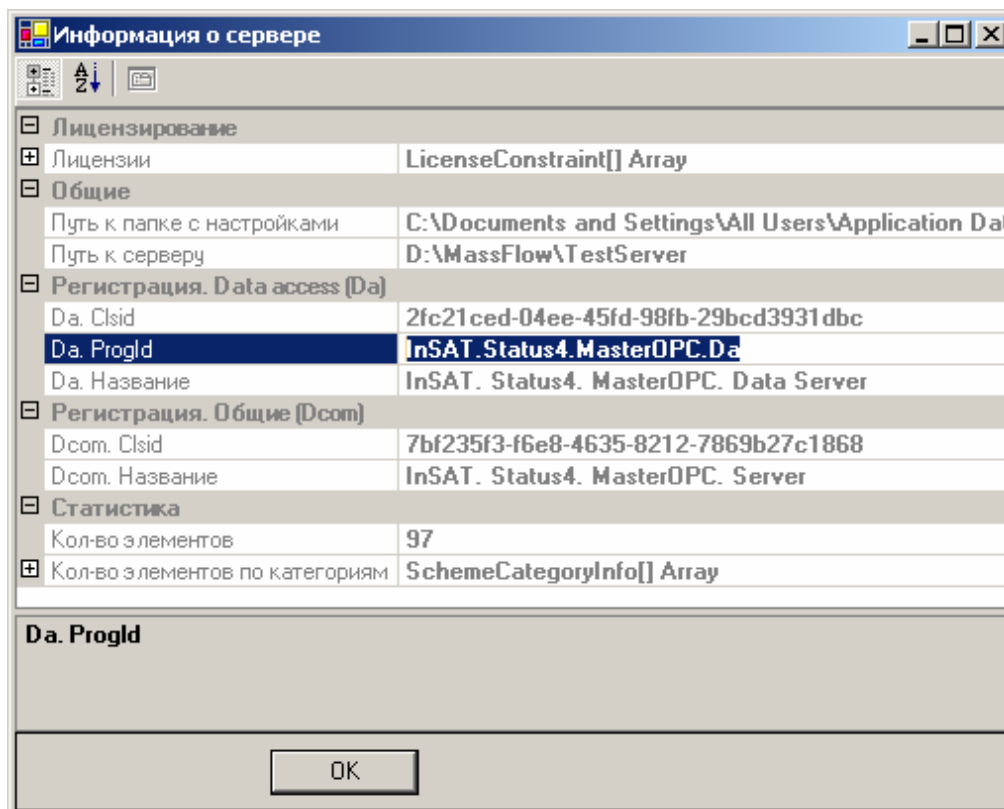 Информация о сервере
Лицензирование
Лицензии LicenseConstraint[] Array
Общие
Путь к папке с настройками C:\Documents and Settings\All Users\Application Da
Путь к серверу D:\MassFlow\TestServer
Регистрация. Data access (Da)
Da. Clsid 2fc21ced-04ee-45fd-98fb-29bcd3931dbc
Da. ProgId InSAT.Status4.MasterOPC.Da
Da. Название InSAT. Status4. MasterOPC. Data Server
Регистрация. Общие (Dcom)
Dcom. Clsid 7bf235f3-f6e8-4635-8212-7869b27c1868
Dcom. Название InSAT. Status4. MasterOPC. Server
Статистика
Кол-во элементов 97
Кол-во элементов по категориям SchemeCategoryInfo[] Array
Da. ProgId
OK